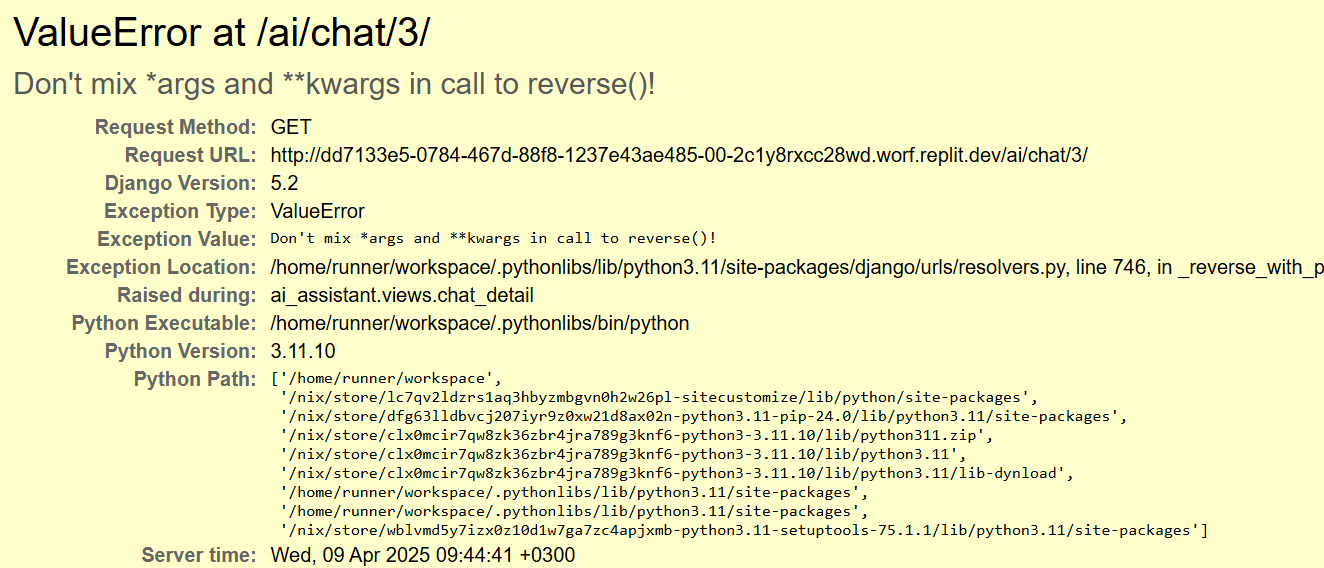 ValueError at /ai/chat/3/
Don't mix *args and **kwargs in call to reverse()!
Request Method: GET
Request URL: http://dd7133e5-0784-467d-88f8-1237e43ae485-00-2c1y8rxcc28wd.worf.replit.dev/ai/chat/3/
Django Version: 5.2
Exception Type: ValueError
Exception Value: Don't mix *args and **kwargs in call to reverse()!
Exception Location: /home/runner/workspace/.pythonlibs/lib/python3.11/site-packages/django/urls/resolvers.py, line 746, in _reverse_with_p
Raised during: ai_assistant.views.chat_detail
Python Executable: /home/runner/workspace/.pythonlibs/bin/python
Python Version: 3.11.10
Python Path: ['/home/runner/workspace',
'/nix/store/lc7qv2ldzrs1aq3hbyzmbgvn0h2w26pl-sitecustomize/lib/python/site-packages',
'/nix/store/dfg63lldbvcj207iyr9z0xw21d8ax02n-python3.11-pip-24.0/lib/python3.11/site-packages',
'/nix/store/clx0mcir7qw8zk36zbr4jra789g3knf6-python3-3.11.10/lib/python311.zip',
'/nix/store/clx0mcir7qw8zk36zbr4jra789g3knf6-python3-3.11.10/lib/python3.11',
'/nix/store/clx0mcir7qw8zk36zbr4jra789g3knf6-python3-3.11.10/lib/python3.11/lib-dynload',
'/home/runner/workspace/.pythonlibs/lib/python3.11/site-packages',
'/home/runner/workspace/.pythonlibs/lib/python3.11/site-packages',
'/nix/store/wblvmd5y7izx0z10d1w7ga7zc4apjxmb-python3.11-setuptools-75.1.1/lib/python3.11/site-packages']
Server time: Wed, 09 Apr 2025 09:44:41 +0300